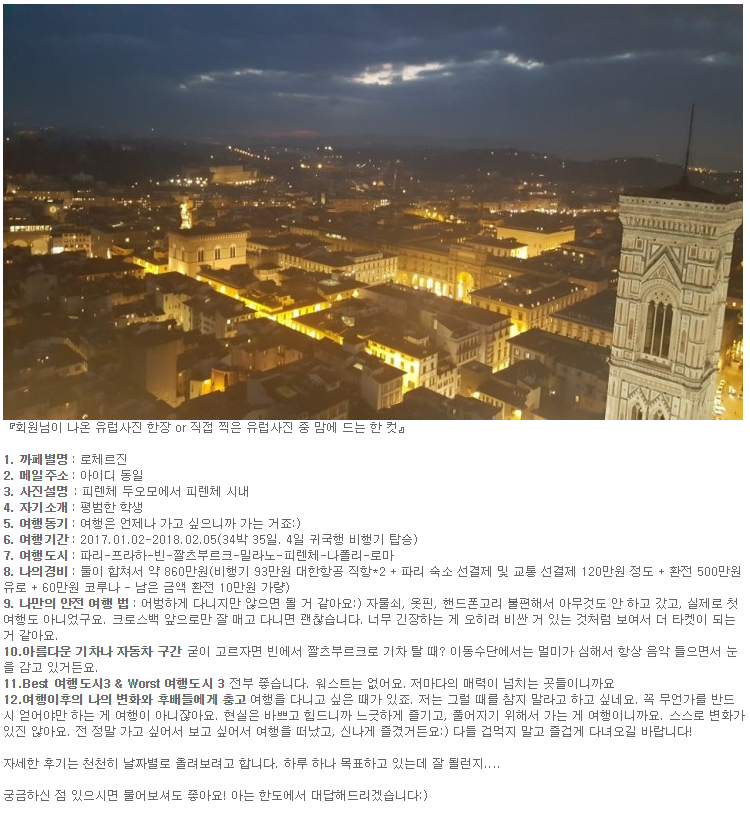 『회원님이 나온 유럽사진 한장 or 직접 찍은 유럽사진 중 맘에 드는 한 컷』
1. 까페별명 : 로체르진
2. 메일주소 : 아이디 동일
3. 사진설명 : 피렌체 두오모에서 피렌체 시내
4. 자기소개 : 평범한 학생
5. 여행동기 : 여행은 언제나 가고 싶으니까 가는 거죠:)
6. 여행기간 : 2017.01.02-2018.02.05(34박 35일. 4일 귀국행 비행기 탑승)
7. 여행도시 : 파리-프라하-빈-짤츠부르크-밀라노-피렌체-나폴리-로마
8. 나의경비 : 둘이 합쳐서 약 860만원(비행기 93만원 대한항공 직항*2 + 파리 숙소 선결제 및 교통 선결제 120만원 정도 + 환전 500만원
유로 + 60만원 코루나 - 남은 금액 환전 10만원 가량)
9. 나만의 안전 여행 법 : 어벙하게 다니지만 않으면 될 거 같아요:) 자물쇠, 옷핀, 핸드폰고리 불편해서 아무것도 안 하고 갔고, 실제로 첫
여행도 아니었구요. 크로스백 앞으로만 잘 매고 다니면 괜찮습니다. 너무 긴장하는 게 오히려 비싼 거 있는 것처럼 보여서 더 타켓이 되는
거 같아요.
10.아름다운 기차나 자동차 구간 굳이 고르자면 빈에서 짤츠부르크로 기차 탈 때? 이동수단에서는 멀미가 심해서 항상 음악 들으면서 눈
을 감고 있거든요.
11.Best 여행도시3 & Worst 여행도시 3 전부 좋습니다. 워스트는 없어요. 저마다의 매력이 넘치는 곳들이니까요
12.여행이후의 나의 변화와 후배들에게 충고 여행을 다니고 싶은 때가 있죠. 저는 그럴 때를 참지 말라고 하고 싶네요. 꼭 무언가를 반드
시 얻어야만 하는 게 여행이 아니잖아요. 현실은 바쁘고 힘드니까 느긋하게 즐기고, 풀어지기 위해서 가는 게 여행이니까요. 스스로 변화가
있진 않아요. 전 정말 가고 싶어서 보고 싶어서 여행을 떠났고, 신나게 즐겼거든요:) 다들 겁먹지 말고 즐겁게 다녀오길 바랍니다!
자세한 후기는 천천히 날짜별로 올려보려고 합니다. 하루 하나 목표하고 있는데 잘 될런지....
궁금하신 점 있으시면 물어보셔도 좋아요! 아는 한도에서 대답해드리겠습니다:)